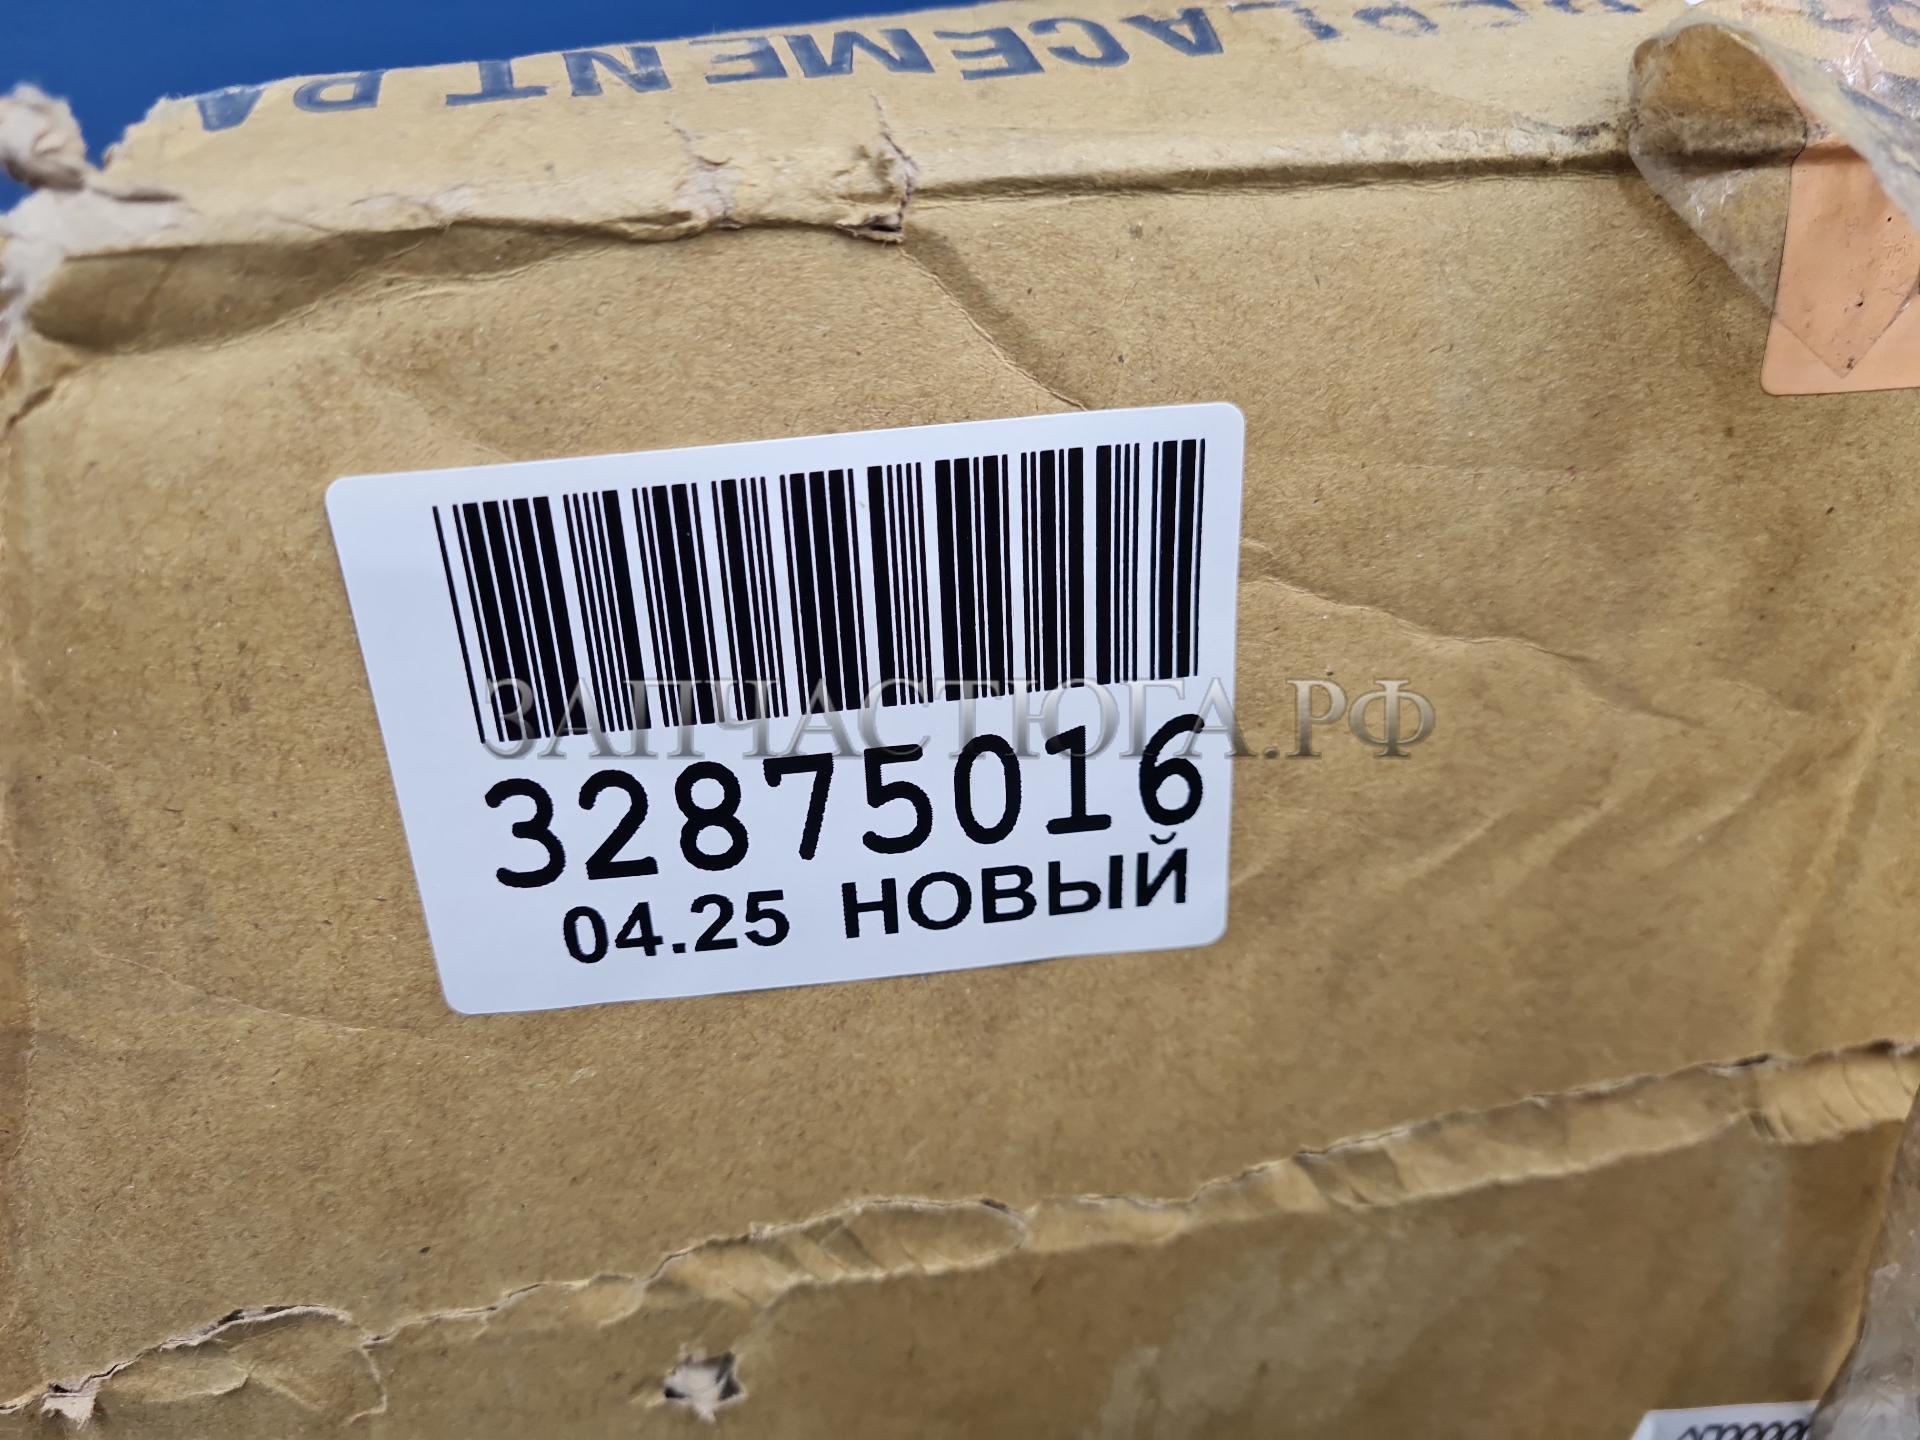 REPLACEMENT PA
ЗАПЧАСТЮГА.РФ
32875016
04.25 НОВЫЙ